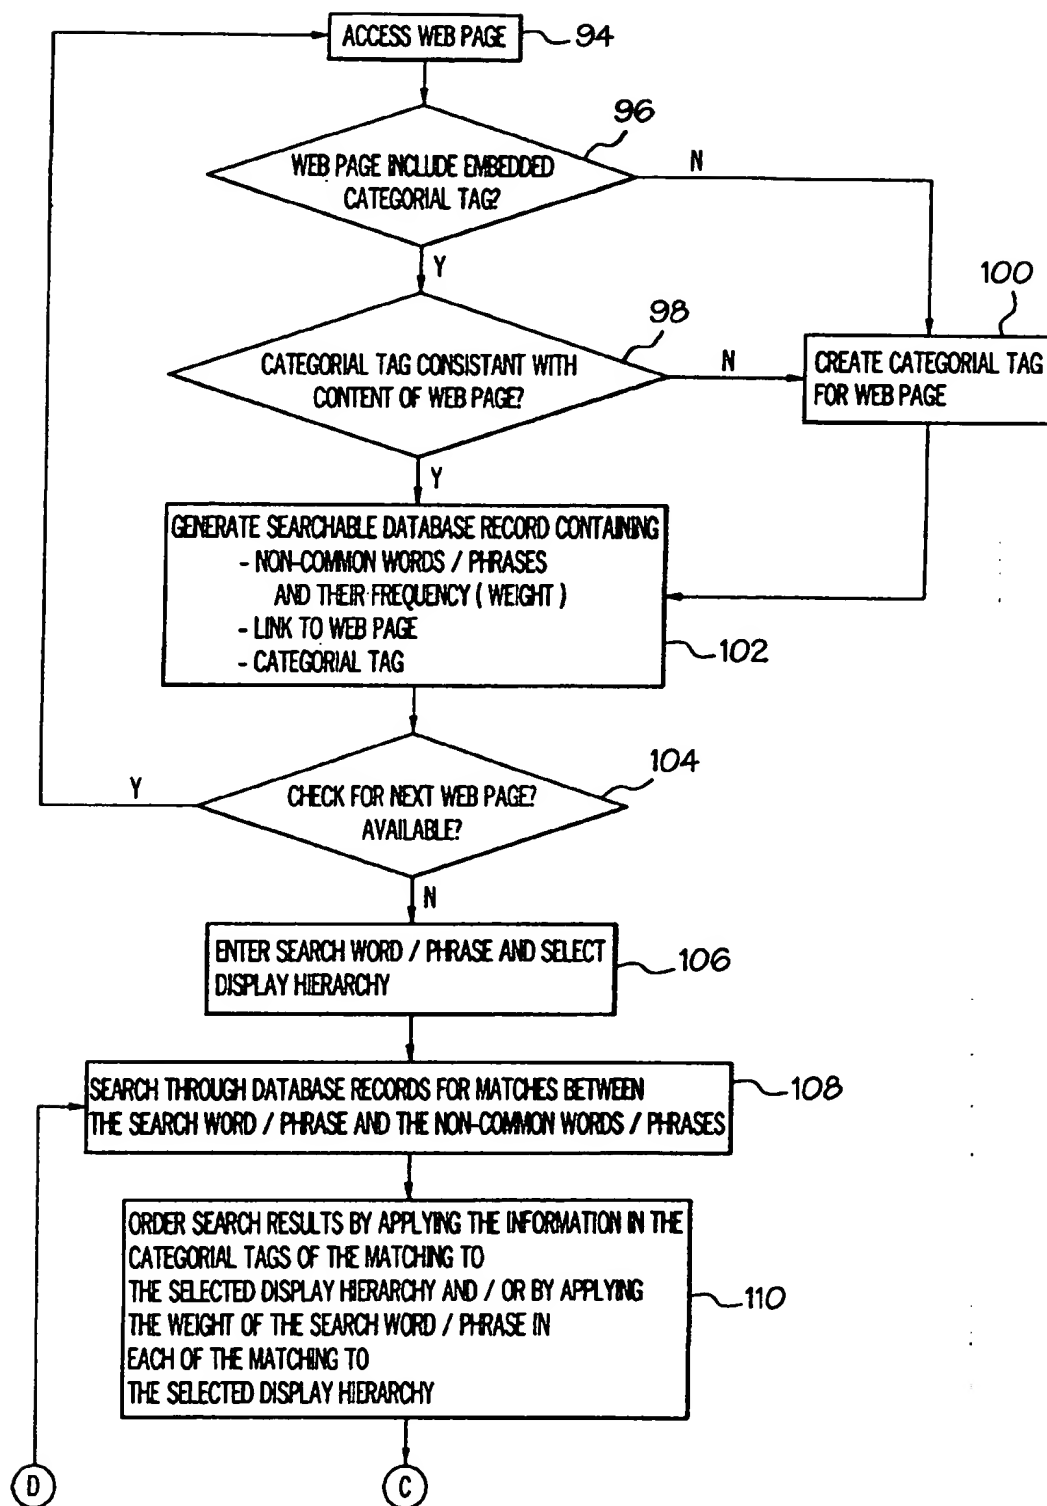 ACCESS WEB PAGE
94
96
WEB PAGE INCLUDE EMBEDDED
CATEGORIAL TAG?
N
Y
100
98
CATEGORIAL TAG CONSISTANT WITH
CONTENT OF WEB PAGE?
N
CREATE CATEGORIAL TAG
FOR WEB PAGE
Y
GENERATE SEARCHABLE DATABASE RECORD CONTAINING
- NON-COMMON WORDS / PHRASES
AND THEIR FREQUENCY ( WEIGHT )
- LINK TO WEB PAGE
- CATEGORIAL TAG
102
104
Y
CHECK FOR NEXT WEB PAGE?
AVAILABLE?
N
ENTER SEARCH WORD / PHRASE AND SELECT
DISPLAY HIERARCHY
106
SEARCH THROUGH DATABASE RECORDS FOR MATCHES BETWEEN
THE SEARCH WORD / PHRASE AND THE NON-COMMON WORDS / PHRASES
108
ORDER SEARCH RESULTS BY APPLYING THE INFORMATION IN THE
CATEGORIAL TAGS OF THE MATCHING TO
THE SELECTED DISPLAY HIERARCHY AND / OR BY APPLYING
THE WEIGHT OF THE SEARCH WORD / PHRASE IN
EACH OF THE MATCHING TO
THE SELECTED DISPLAY HIERARCHY
110
D
C